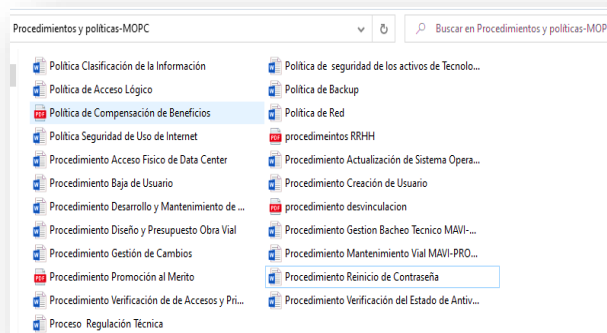 Procedimientos y políticas-MOPC
Buscar en Procedimientos y políticas-MOP
Política Clasificación de la Información
Política de Acceso Lógico
Política de Compensación de Beneficios
Política Seguridad de Uso de Internet
Procedimiento Acceso Fisico de Data Center
Procedimiento Baja de Usuario
Procedimiento Desarrollo y Mantenimiento de ...
Procedimiento Diseño y Presupuesto Obra Vial
Procedimiento Gestión de Cambios
Procedimiento Promoción al Merito
Procedimiento Verificación de de Accesos y Pri...
Proceso Regulación Técnica
Política de seguridad de los activos de Tecnolo...
Política de Backup
Política de Red
procedimeintos RRHH
Procedimiento Actualización de Sistema Opera...
Procedimiento Creación de Usuario
procedimiento desvinculacion
Procedimiento Gestion Bacheo Tecnico MAVI-...
Procedimiento Mantenimiento Vial MAVI-PRO...
Procedimiento Reinicio de Contraseña
Procedimiento Verificación del Estado de Antiv...